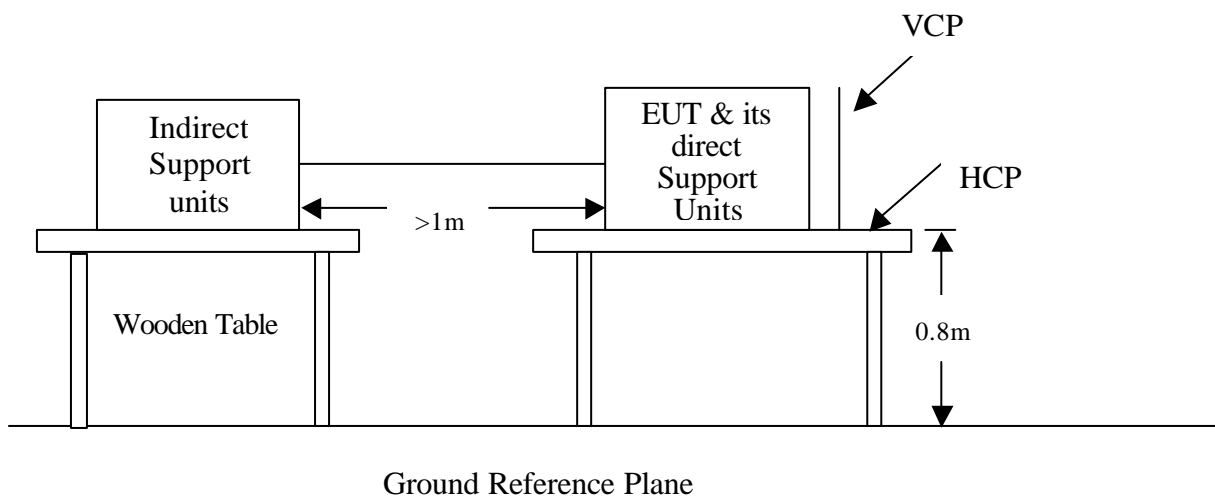 VCP
Indirect
Support
units
EUT & its
direct
Support
Units
HCP
>1m
Wooden Table
0.8m
Ground Reference Plane